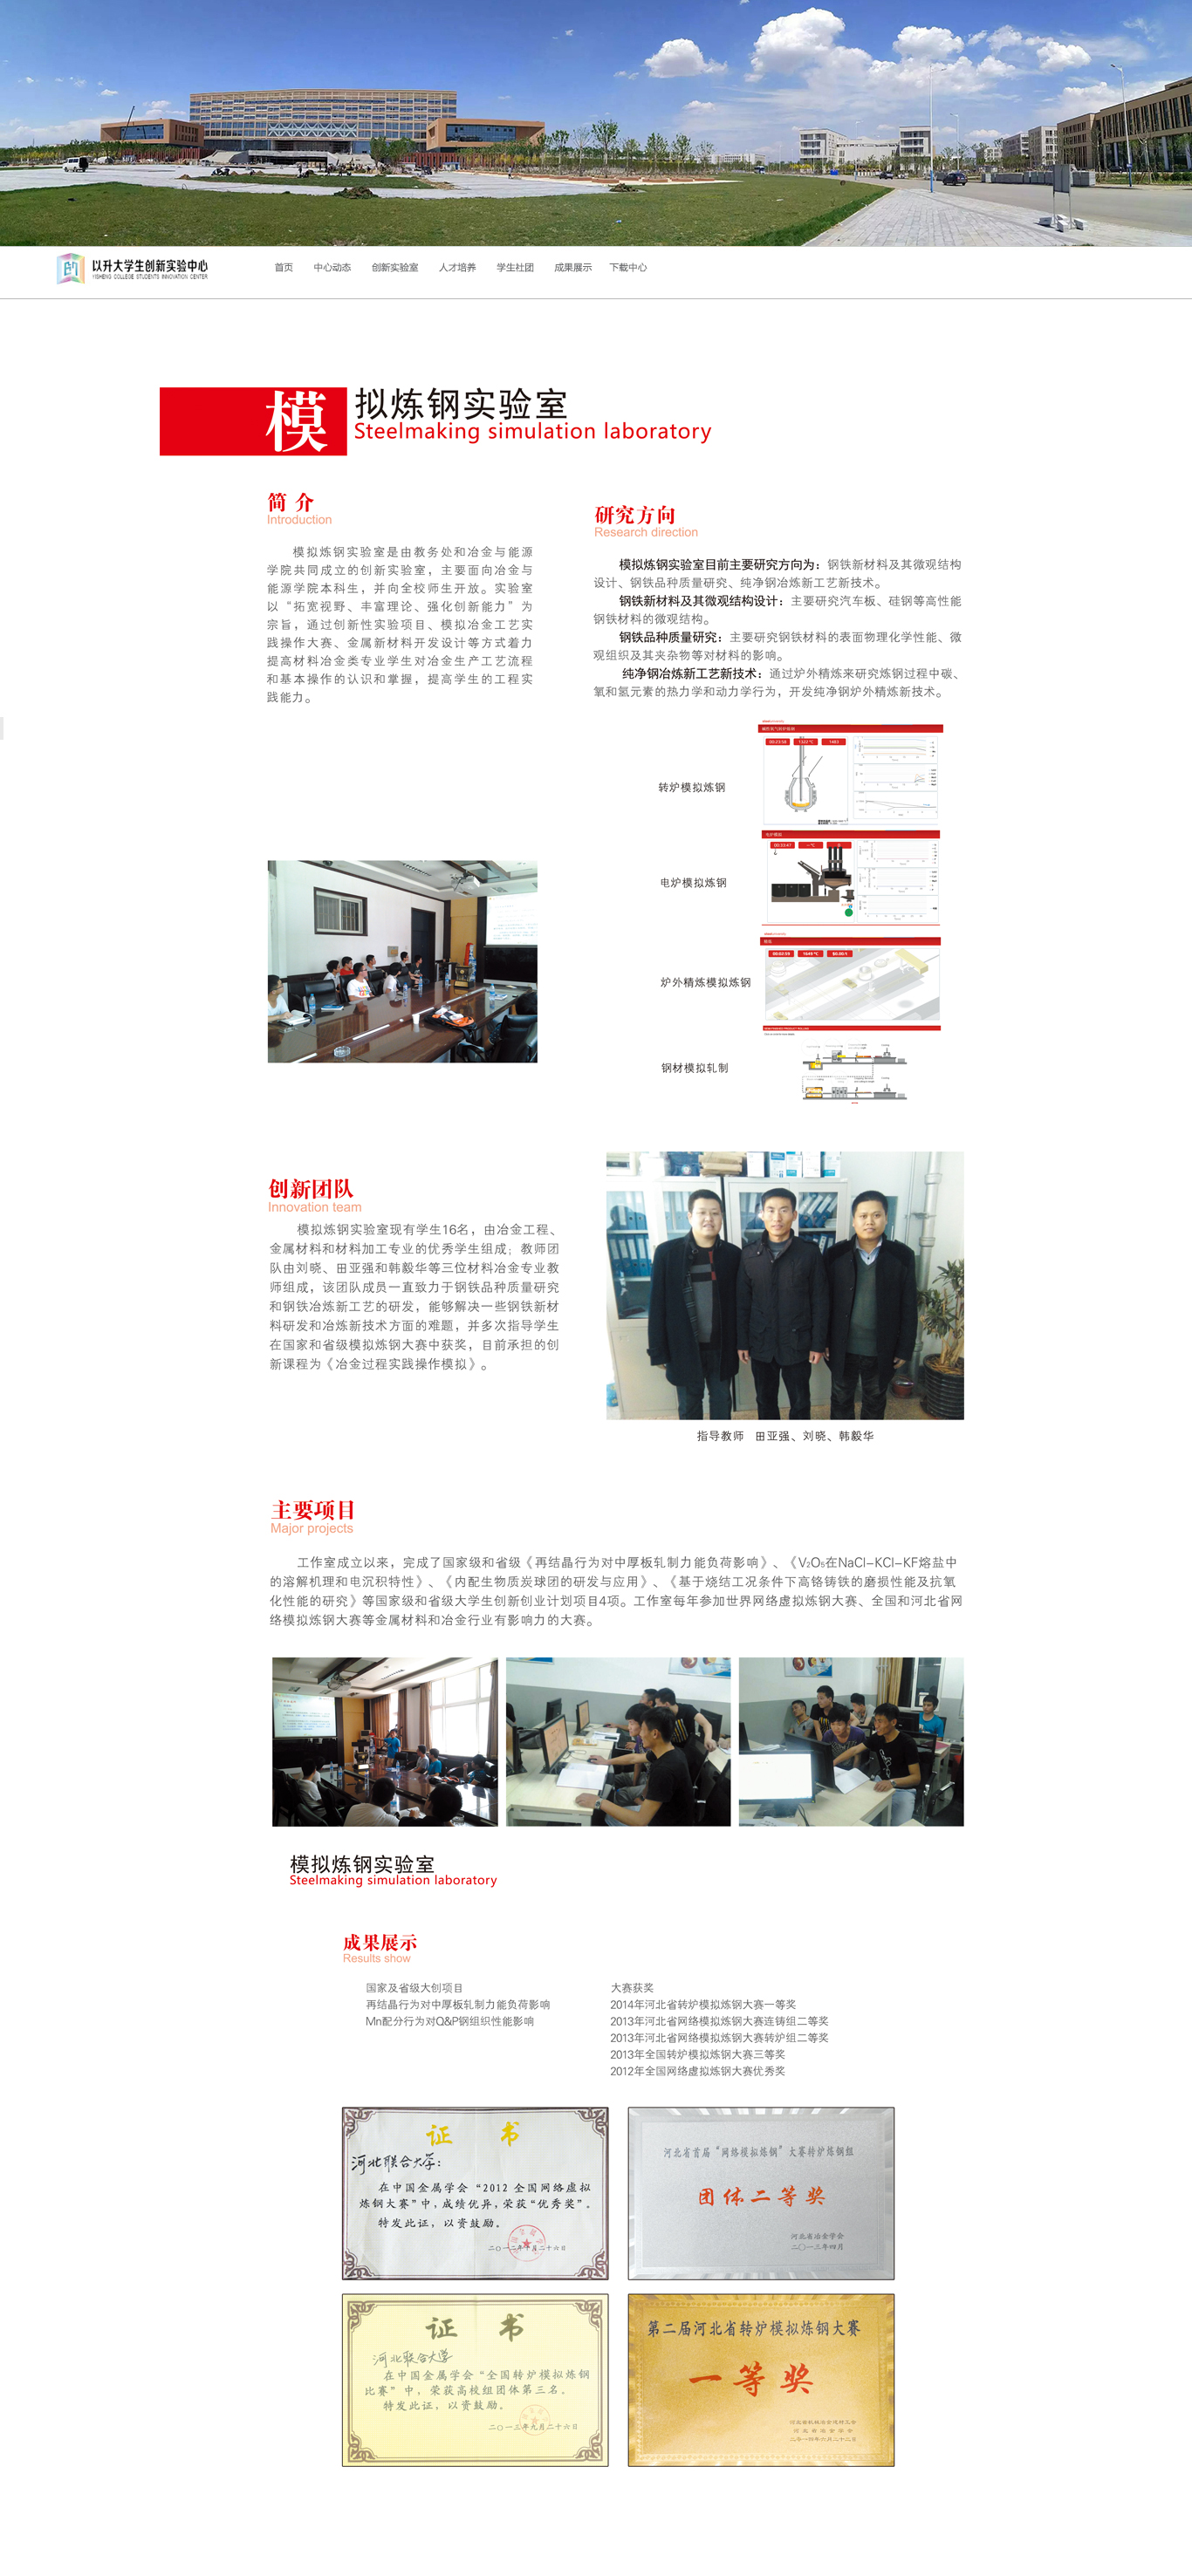 以升大学生创新实验中心
YISHENG COLLEGE STUDENTS INNOVATION CENTER
首页 中心动态 创新实验室 人才培养 学生社团 成果展示 下载中心
模拟炼钢实验室
Steelmaking simulation laboratory
简 介
Introduction
模拟炼钢实验室是由教务处和冶金与能源
学院共同成立的创新实验室，主要面向冶金与
能源学院本科生，并向全校师生开放。实验室
以“拓宽视野、丰富理论、强化创新能力”为
宗旨，通过创新性实验项目、模拟冶金工艺实
践操作大赛、金属新材料开发设计等方式着力
提高材料冶金类专业学生对冶金生产工艺流程
和基本操作的认识和掌握，提高学生的工程实
践能力。
研究方向
Research direction
模拟炼钢实验室目前主要研究方向为：钢铁新材料及其微观结构
设计、钢铁品种质量研究、纯净钢冶炼新工艺新技术。
钢铁新材料及其微观结构设计：主要研究汽车板、硅钢等高性能
钢铁材料的微观结构。
钢铁品种质量研究：主要研究钢铁材料的表面物理化学性能、微
观组织及其夹杂物等对材料的影响。
纯净钢冶炼新工艺新技术：通过炉外精炼来研究炼钢过程中碳、
氧和氢元素的热力学和动力学行为，开发纯净钢炉外精炼新技术。
转炉模拟炼钢
电炉模拟炼钢
炉外精炼模拟炼钢
钢材模拟轧制
创新团队
Innovation team
模拟炼钢实验室现有学生16名，由冶金工程、
金属材料和材料加工专业的优秀学生组成；教师团
队由刘晓、田亚强和韩毅华等三位材料冶金专业教
师组成，该团队成员一直致力于钢铁品种质量研究
和钢铁冶炼新工艺的研发，能够解决一些钢铁新材
料研发和冶炼新技术方面的难题，并多次指导学生
在国家和省级模拟炼钢大赛中获奖，目前承担的创
新课程为《冶金过程实践操作模拟》。
指导教师 田亚强、刘晓、韩毅华
主要项目
Major projects
工作室成立以来，完成了国家级和省级《再结晶行为对中厚板轧制力能负荷影响》、《V₂O₅在NaCl-KCl-KF熔盐中
的溶解机理和电沉积特性》、《内配生物质炭球团的研发与应用》、《基于烧结工况条件下高铬铸铁的磨损性能及抗氧
化性能的研究》等国家级和省级大学生创新创业计划项目4项。工作室每年参加世界网络虚拟炼钢大赛、全国和河北省网
络模拟炼钢大赛等金属材料和冶金行业有影响力的大赛。
模拟炼钢实验室
Steelmaking simulation laboratory
成果展示
Results show
国家及省级大创项目
再结晶行为对中厚板轧制力能负荷影响
Mn配分行为对Q&P钢组织性能影响
大赛获奖
2014年河北省转炉模拟炼钢大赛一等奖
2013年河北省网络模拟炼钢大赛连铸组二等奖
2013年河北省网络模拟炼钢大赛转炉组二等奖
2013年全国转炉模拟炼钢大赛三等奖
2012年全国网络虚拟炼钢大赛优秀奖
证 书
河北联合大学：
在中国金属学会“2012 全国网络虚拟
炼钢大赛”中，成绩优异，荣获“优秀奖”。
特发此证，以资鼓励。
河北省首届“网络模拟炼钢”大赛转炉炼钢组
团体二等奖
河北省冶金学会
二〇一三年四月
证 书
河北联合大学
在中国金属学会“全国转炉模拟炼钢
比赛”中，荣获高校组团体第三名。
特发此证，以资鼓励。
二〇一三年九月二十六日
第二届河北省转炉模拟炼钢大赛
一等奖
河北省冶金学会